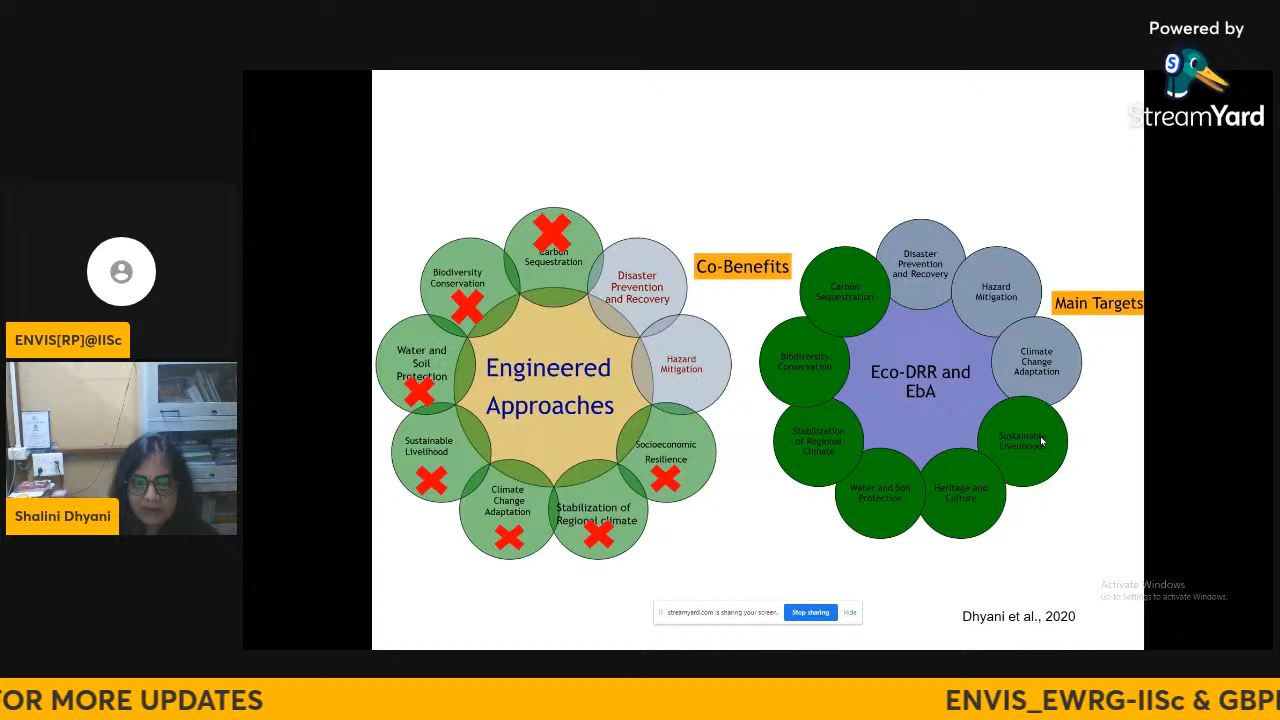 Powered by
StreamYard
ENVIS[RP]@IISc
Shalini Dhyani
Carbon
Sequestration
Biodiversity
Conservation
Disaster
Prevention
and Recovery
Water and
Soil
Protection
Hazard
Mitigation
Engineered
Approaches
Sustainable
Livelihood
Socioeconomic
Resilience
Climate
Change
Adaptation
Stabilization of
Regional climate
Co-Benefits
Main Targets
Disaster
Prevention
and Recovery
Carbon
Sequestration
Hazard
Mitigation
Biodiversity
Conservation
Climate
Change
Adaptation
Eco-DRR and
EbA
Stabilization
of Regional
Climate
Sustainable
Livelihood
Water and Soil
Protection
Heritage and
Culture
Activate Windows
Go to Settings to activate Windows.
streamyard.com is sharing your screen.
Stop sharing
Hide
Dhyani et al., 2020
FOR MORE UPDATES
ENVIS_EWRG-IISc & GBP